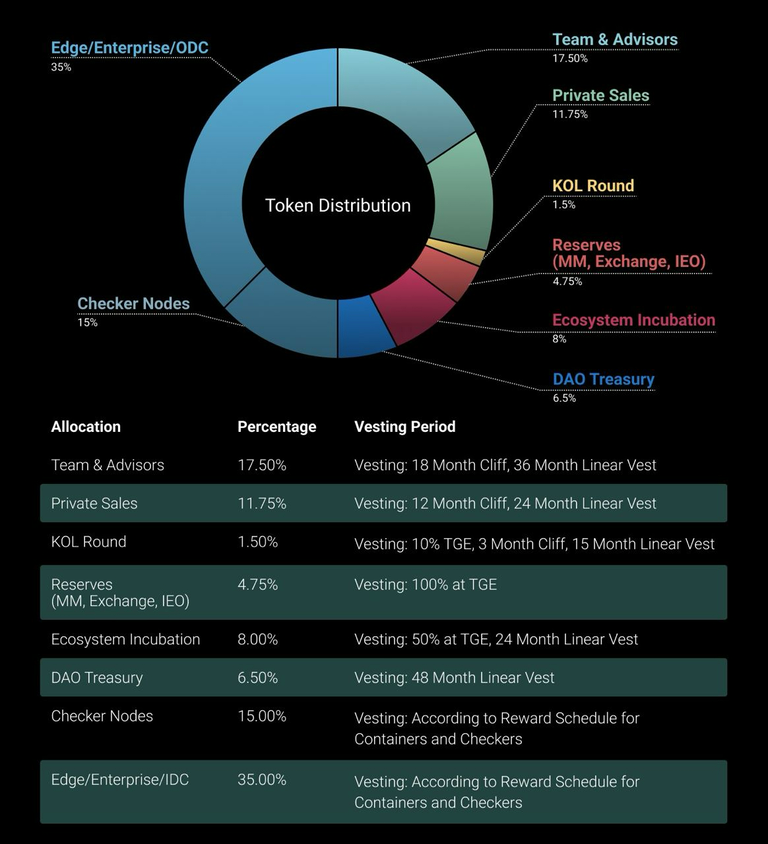 Edge/Enterprise/ODC
35%
Team & Advisors
17.50%
Private Sales
11.75%
KOL Round
1.5%
Token Distribution
Reserves
(MM, Exchange, IEO)
4.75%
Checker Nodes
15%
Ecosystem Incubation
8%
DAO Treasury
6.5%
Allocation Percentage Vesting Period
Team & Advisors 17.50% Vesting: 18 Month Cliff, 36 Month Linear Vest
Private Sales 11.75% Vesting: 12 Month Cliff, 24 Month Linear Vest
KOL Round 1.50% Vesting: 10% TGE, 3 Month Cliff, 15 Month Linear Vest
Reserves 4.75% Vesting: 100% at TGE
(MM, Exchange, IEO)
Ecosystem Incubation 8.00% Vesting: 50% at TGE, 24 Month Linear Vest
DAO Treasury 6.50% Vesting: 48 Month Linear Vest
Checker Nodes 15.00% Vesting: According to Reward Schedule for
Containers and Checkers
Edge/Enterprise/IDC 35.00% Vesting: According to Reward Schedule for
Containers and Checkers